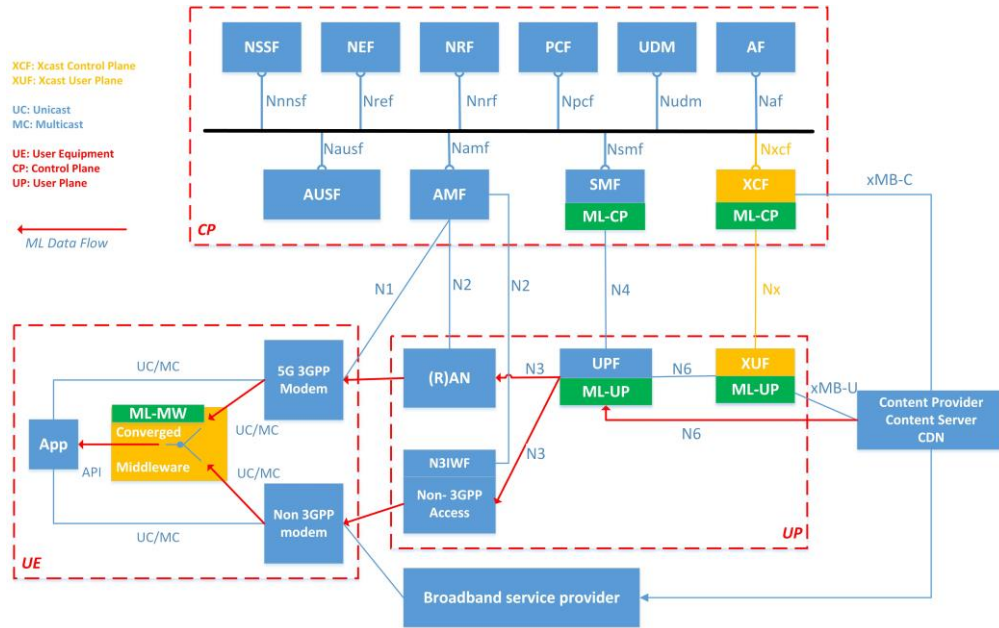 NSSF
NEF
NRF
PCF
UDM
AF
XCF: Xcast Control Plane
XUF: Xcast User Plane
UC: Unicast
MC: Multicast
UE: User Equipment
CP: Control Plane
UP: User Plane
ML Data Flow
Nnnsf
Nref
Nnrf
Npcf
Nudm
Naf
Nausf
Namf
Nsmf
Nxcf
AUSF
AMF
SMF
ML-CP
XCF
ML-CP
xMB-C
CP
N1
N2
N2
N4
Nx
UC/MC
5G 3GPP
Modem
(R)AN
N3
UPF
ML-UP
N6
XUF
ML-UP
xMB-U
Content Provider
Content Server
CDN
N6
App
API
ML-MW
Converged
Middleware
UC/MC
UC/MC
N3
N3IWF
Non- 3GPP
Access
Non 3GPP
modem
UC/MC
UE
UP
Broadband service provider